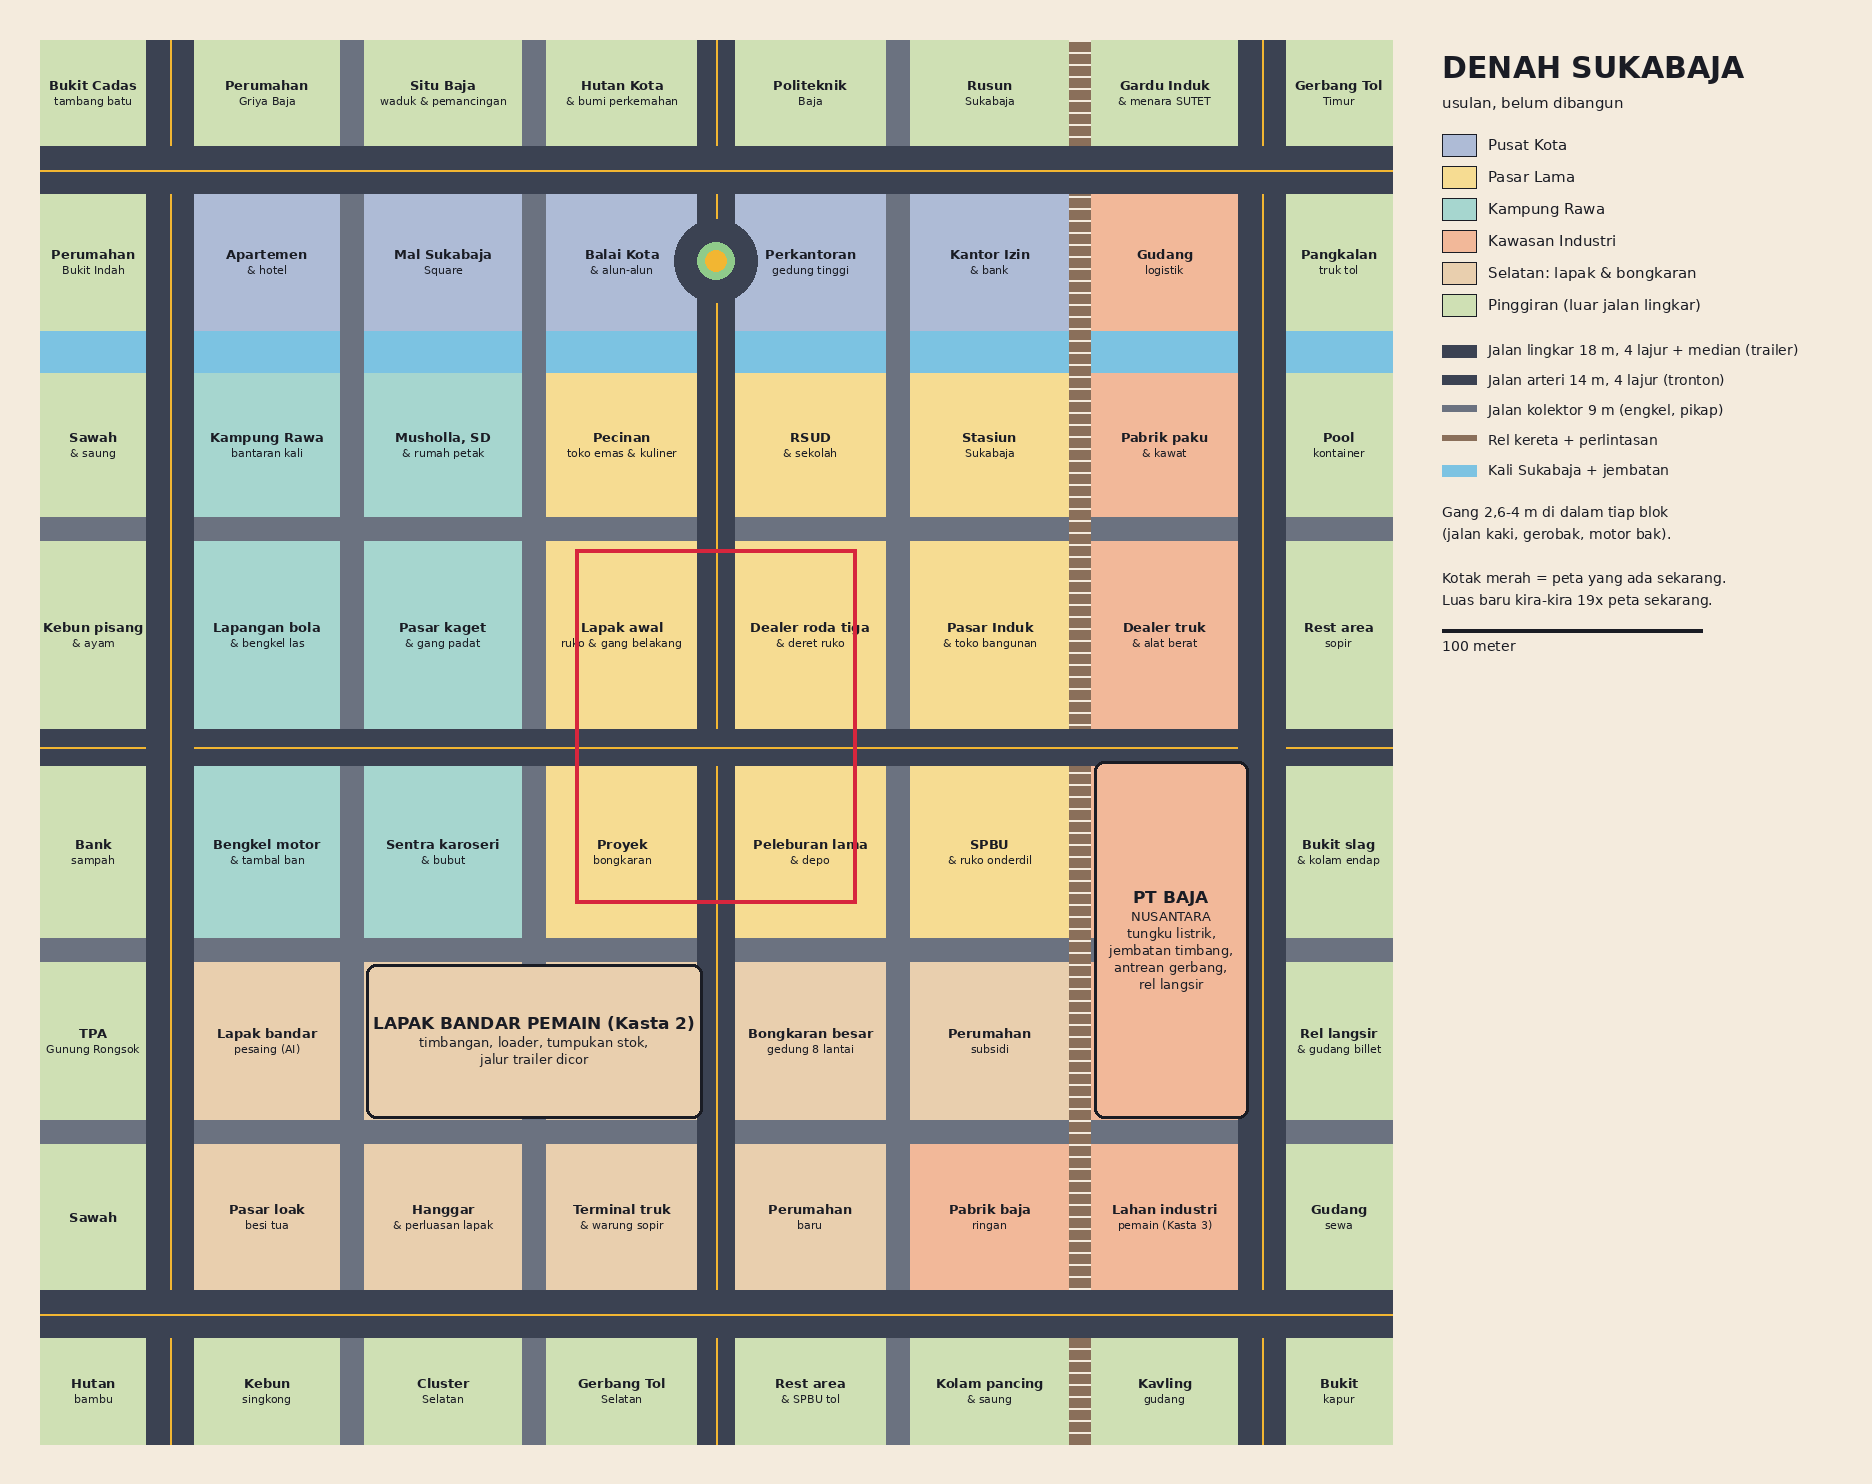 DENAH SUKABAJA
usulan, belum dibangun
Pusat Kota
Pasar Lama
Kampung Rawa
Kawasan Industri
Selatan: lapak & bongkaran
Pinggiran (luar jalan lingkar)
Jalan lingkar 18 m, 4 lajur + median (trailer)
Jalan arteri 14 m, 4 lajur (tronton)
Jalan kolektor 9 m (engkel, pikap)
Rel kereta + perlintasan
Kali Sukabaja + jembatan
Gang 2,6-4 m di dalam tiap blok
(jalan kaki, gerobak, motor bak).
Kotak merah = peta yang ada sekarang.
Luas baru kira-kira 19x peta sekarang.
100 meter
Bukit Cadas
tambang batu
Perumahan
Griya Baja
Situ Baja
waduk & pemancingan
Hutan Kota
& bumi perkemahan
Politeknik
Baja
Rusun
Sukabaja
Gardu Induk
& menara SUTET
Gerbang Tol
Timur
Perumahan
Bukit Indah
Apartemen
& hotel
Mal Sukabaja
Square
Balai Kota
& alun-alun
Perkantoran
gedung tinggi
Kantor Izin
& bank
Gudang
logistik
Pangkalan
truk tol
Sawah
& saung
Kampung Rawa
bantaran kali
Musholla, SD
& rumah petak
Pecinan
toko emas & kuliner
RSUD
& sekolah
Stasiun
Sukabaja
Pabrik paku
& kawat
Pool
kontainer
Kebun pisang
& ayam
Lapangan bola
& bengkel las
Pasar kaget
& gang padat
Lapak awal
ruko & gang belakang
Dealer roda tiga
& deret ruko
Pasar Induk
& toko bangunan
Dealer truk
& alat berat
Rest area
sopir
Bank
sampah
Bengkel motor
& tambal ban
Sentra karoseri
& bubut
Proyek
bongkaran
Peleburan lama
& depo
SPBU
& ruko onderdil
PT BAJA
NUSANTARA
tungku listrik,
jembatan timbang,
antrean gerbang,
rel langsir
Bukit slag
& kolam endap
TPA
Gunung Rongsok
Lapak bandar
pesaing (AI)
LAPAK BANDAR PEMAIN (Kasta 2)
timbangan, loader, tumpukan stok,
jalur trailer dicor
Bongkaran besar
gedung 8 lantai
Perumahan
subsidi
Rel langsir
& gudang billet
Sawah
Pasar loak
besi tua
Hanggar
& perluasan lapak
Terminal truk
& warung sopir
Perumahan
baru
Pabrik baja
ringan
Lahan industri
pemain (Kasta 3)
Gudang
sewa
Hutan
bambu
Kebun
singkong
Cluster
Selatan
Gerbang Tol
Selatan
Rest area
& SPBU tol
Kolam pancing
& saung
Kavling
gudang
Bukit
kapur